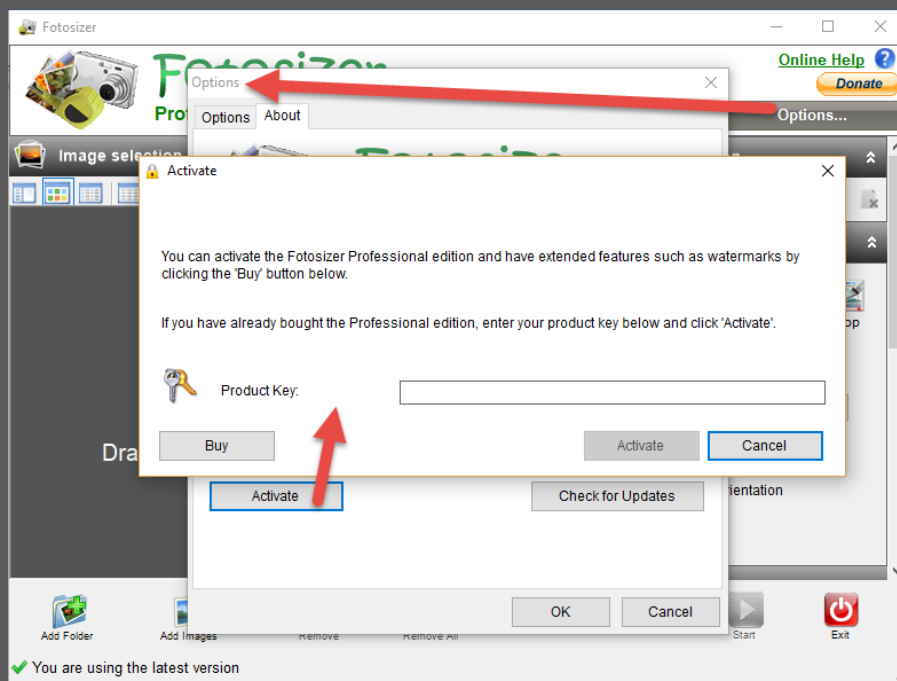 Fotosizer
Online Help
Donate
Options...
Options
Options
About
Image selection
Activate
You can activate the Fotosizer Professional edition and have extended features such as watermarks by
clicking the 'Buy' button below.
If you have already bought the Professional edition, enter your product key below and click 'Activate'.
Product Key:
Buy
Activate
Cancel
Activate
Check for Updates
OK
Cancel
Add Folder
Add Images
Remove
Remove All
Start
Exit
You are using the latest version